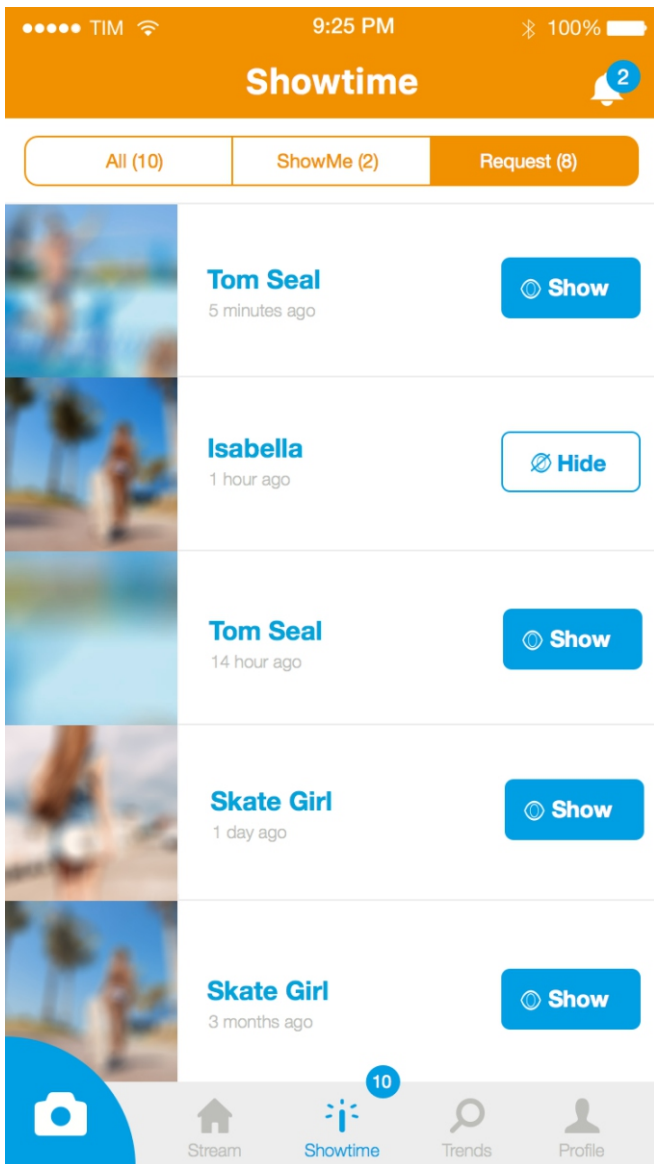 TIM 9:25 PM 100%
Showtime 2
All (10) ShowMe (2) Request (8)
Tom Seal
5 minutes ago
Show
Isabella
1 hour ago
Hide
Tom Seal
14 hour ago
Show
Skate Girl
1 day ago
Show
Skate Girl
3 months ago
Show
10
Stream Showtime Trends Profile